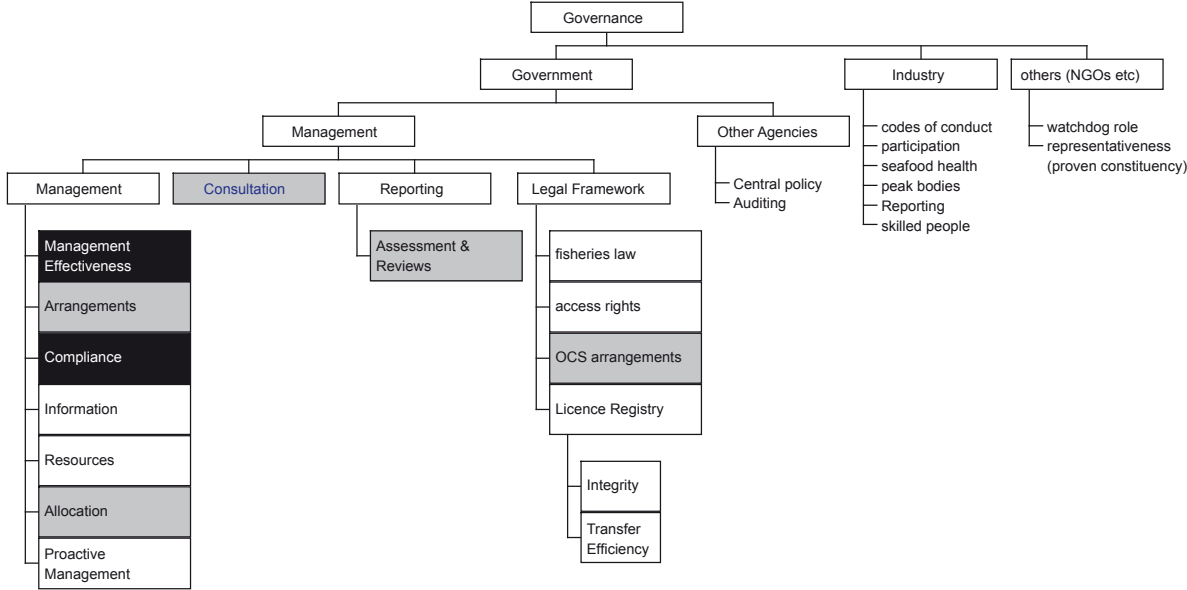 Governance
Government
Industry
others (NGOs etc)
Management
Other Agencies
codes of conduct
participation
seafood health
peak bodies
Reporting
skilled people
watchdog role
representativeness
(proven constituency)
Central policy
Auditing
Management
Consultation
Reporting
Legal Framework
Management
Effectiveness
Arrangements
Compliance
Information
Resources
Allocation
Proactive
Management
Assessment &
Reviews
fisheries law
access rights
OCS arrangements
Licence Registry
Integrity
Transfer
Efficiency